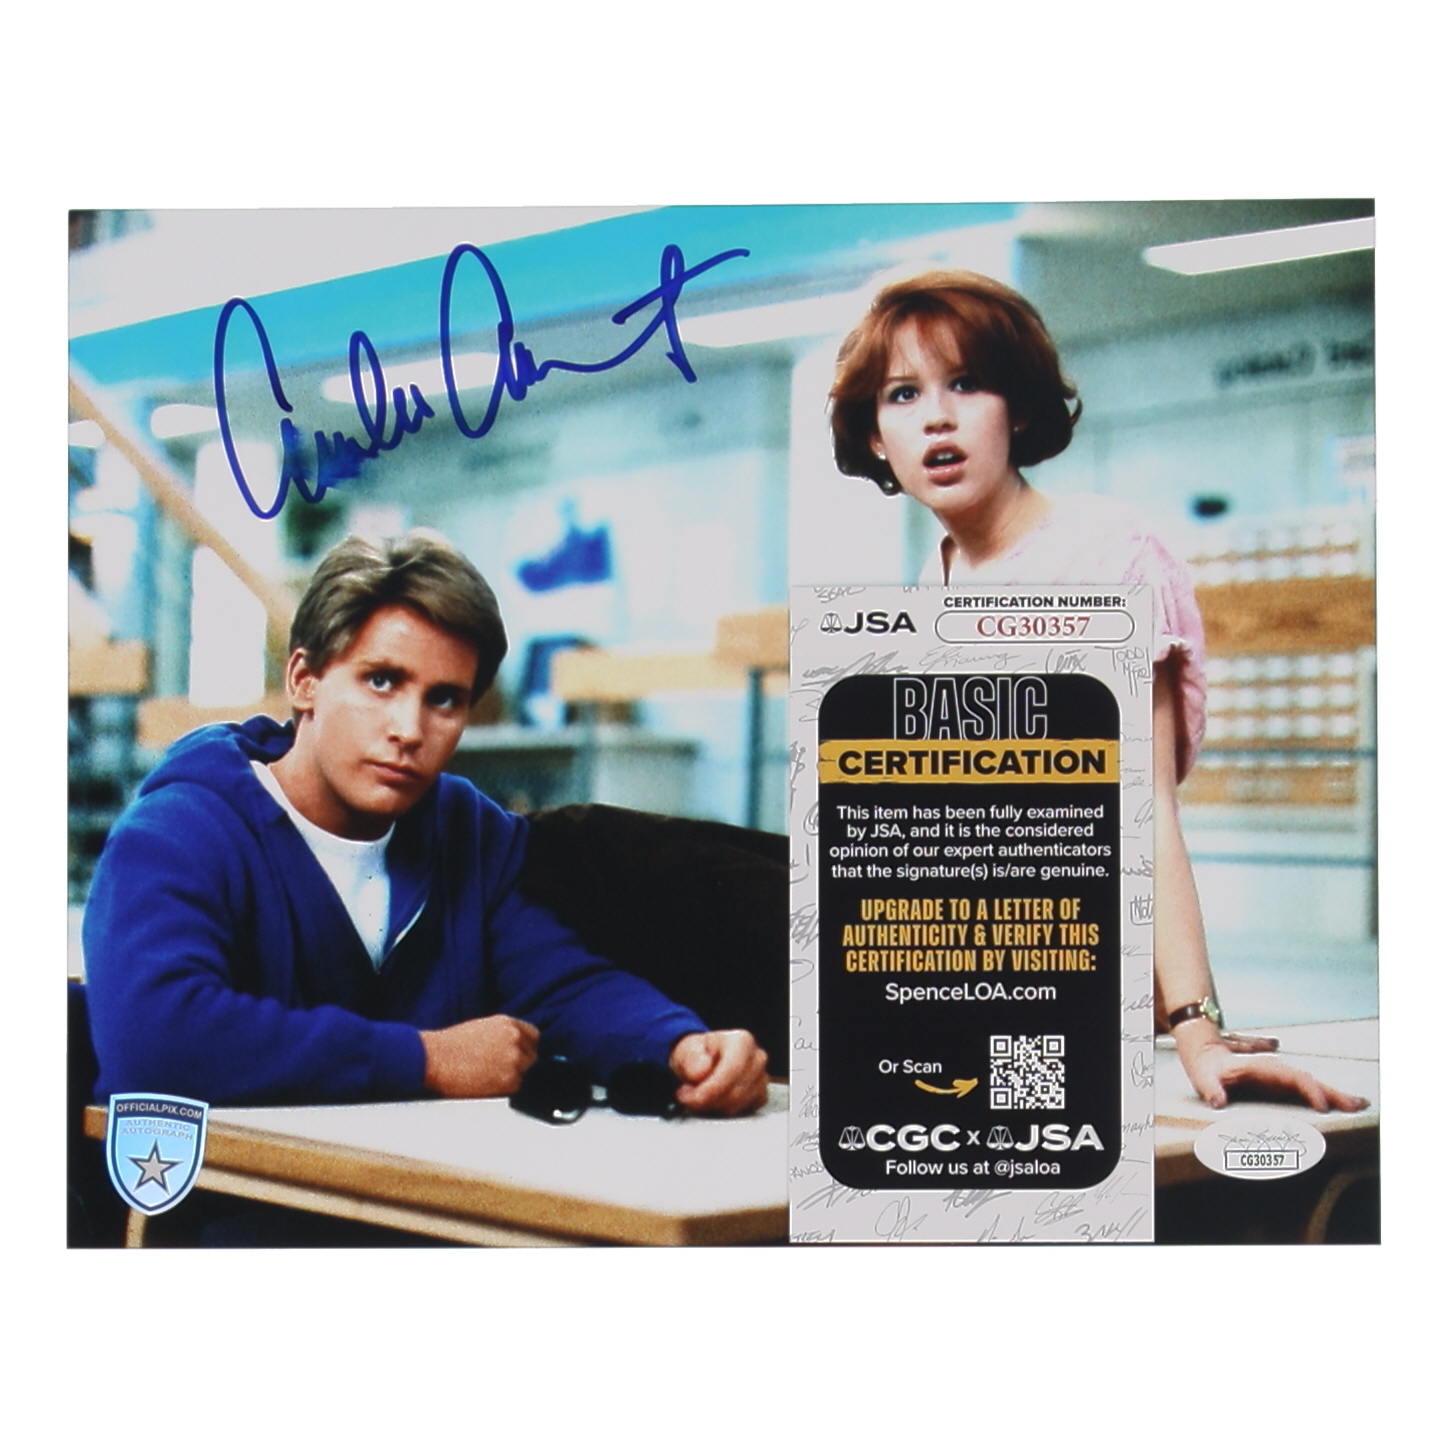 JSA
CERTIFICATION NUMBER:
CG30357
BASIC
CERTIFICATION
This item has been fully examined
by JSA, and it is the considered
opinion of our expert authenticators
that the signature(s) is/are genuine.
UPGRADE TO A LETTER OF
AUTHENTICITY & VERIFY THIS
CERTIFICATION BY VISITING:
SpenceLOA.com
Or Scan
CGC x JSA
Follow us at @jsaloa
OFFICIALPIX.COM
AUTHENTIC
AUTOGRAPH
CG30357